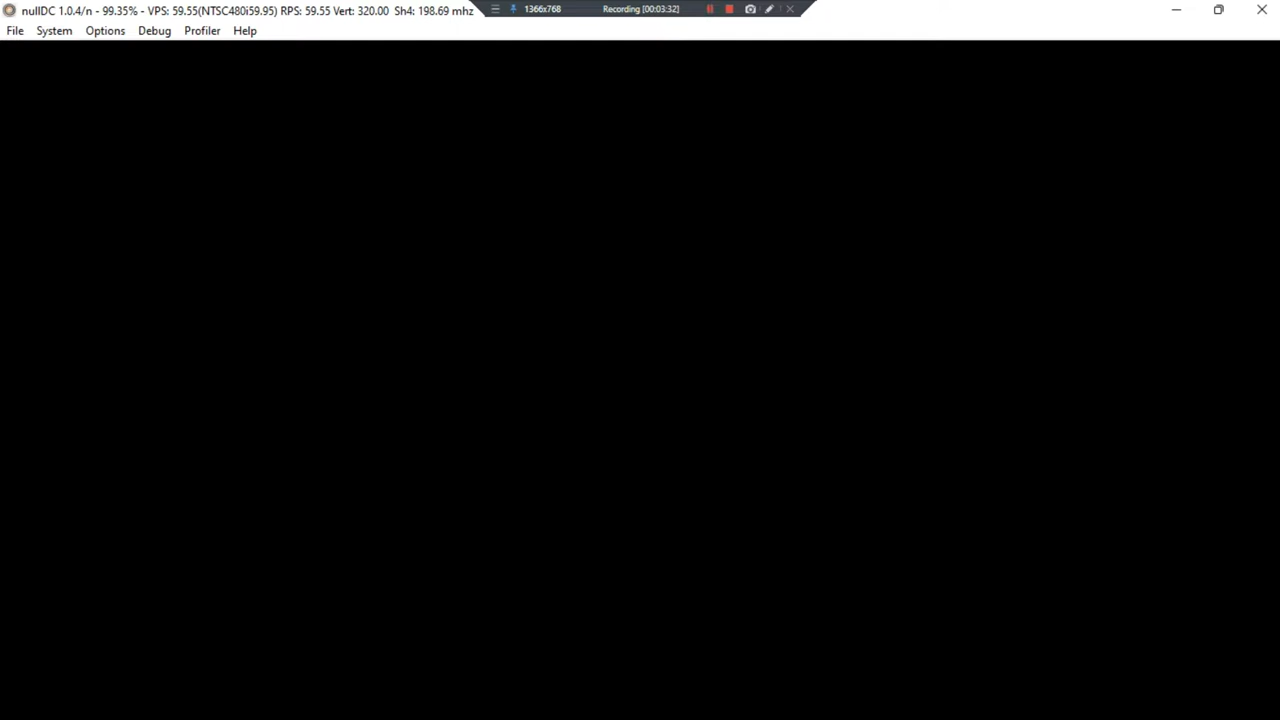 nullDC 1.0.4/n - 99.35% - VPS: 59.55(NTSC480i59.95) RPS: 59.55 Vert: 320.00 Sh4: 198.69 mhz
1366x768 Recording [00:03:32]
File System Options Debug Profiler Help